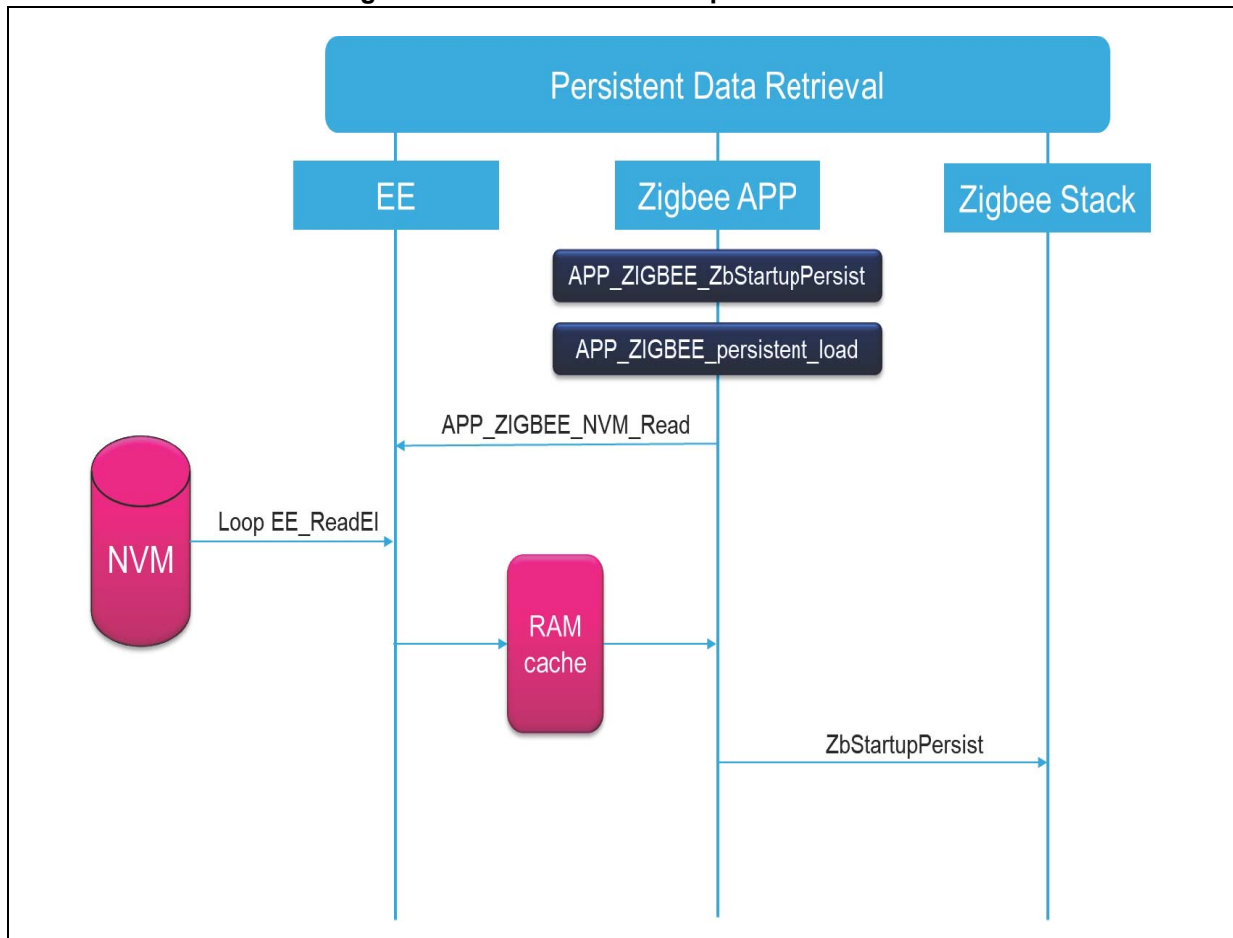 Persistent Data Retrieval
EE
Zigbee APP
Zigbee Stack
APP_ZIGBEE_ZbStartupPersist
APP_ZIGBEE_persistent_load
APP_ZIGBEE_NVM_Read
Loop EE_ReadEl
NVM
RAM
cache
ZbStartupPersist